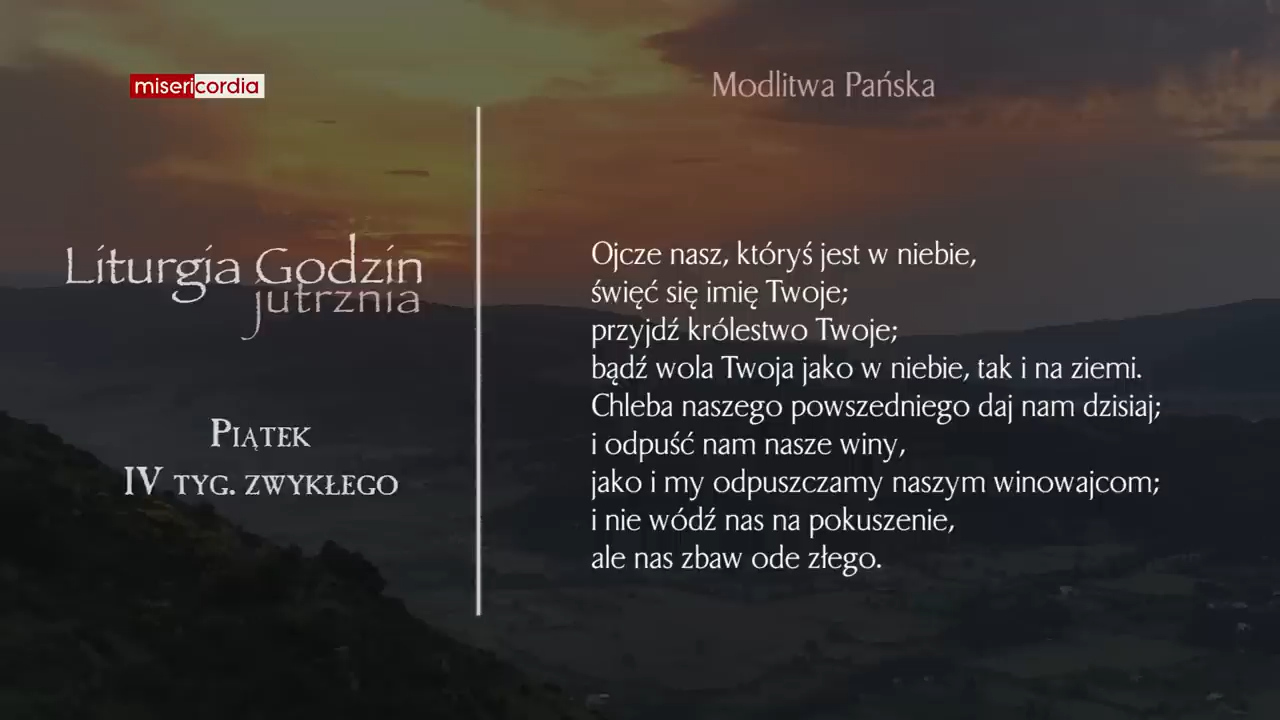 misericordia
Liturgia Godzin
jutrznia
Piątek
IV tyg. zwykłego
Modlitwa Pańska
Ojcze nasz, któryś jest w niebie,
święć się imię Twoje;
przyjdź królestwo Twoje;
bądź wola Twoja jako w niebie, tak i na ziemi.
Chleba naszego powszedniego daj nam dzisiaj;
i odpuść nam nasze winy,
jako i my odpuszczamy naszym winowajcom;
i nie wódź nas na pokuszenie,
ale nas zbaw ode złego.